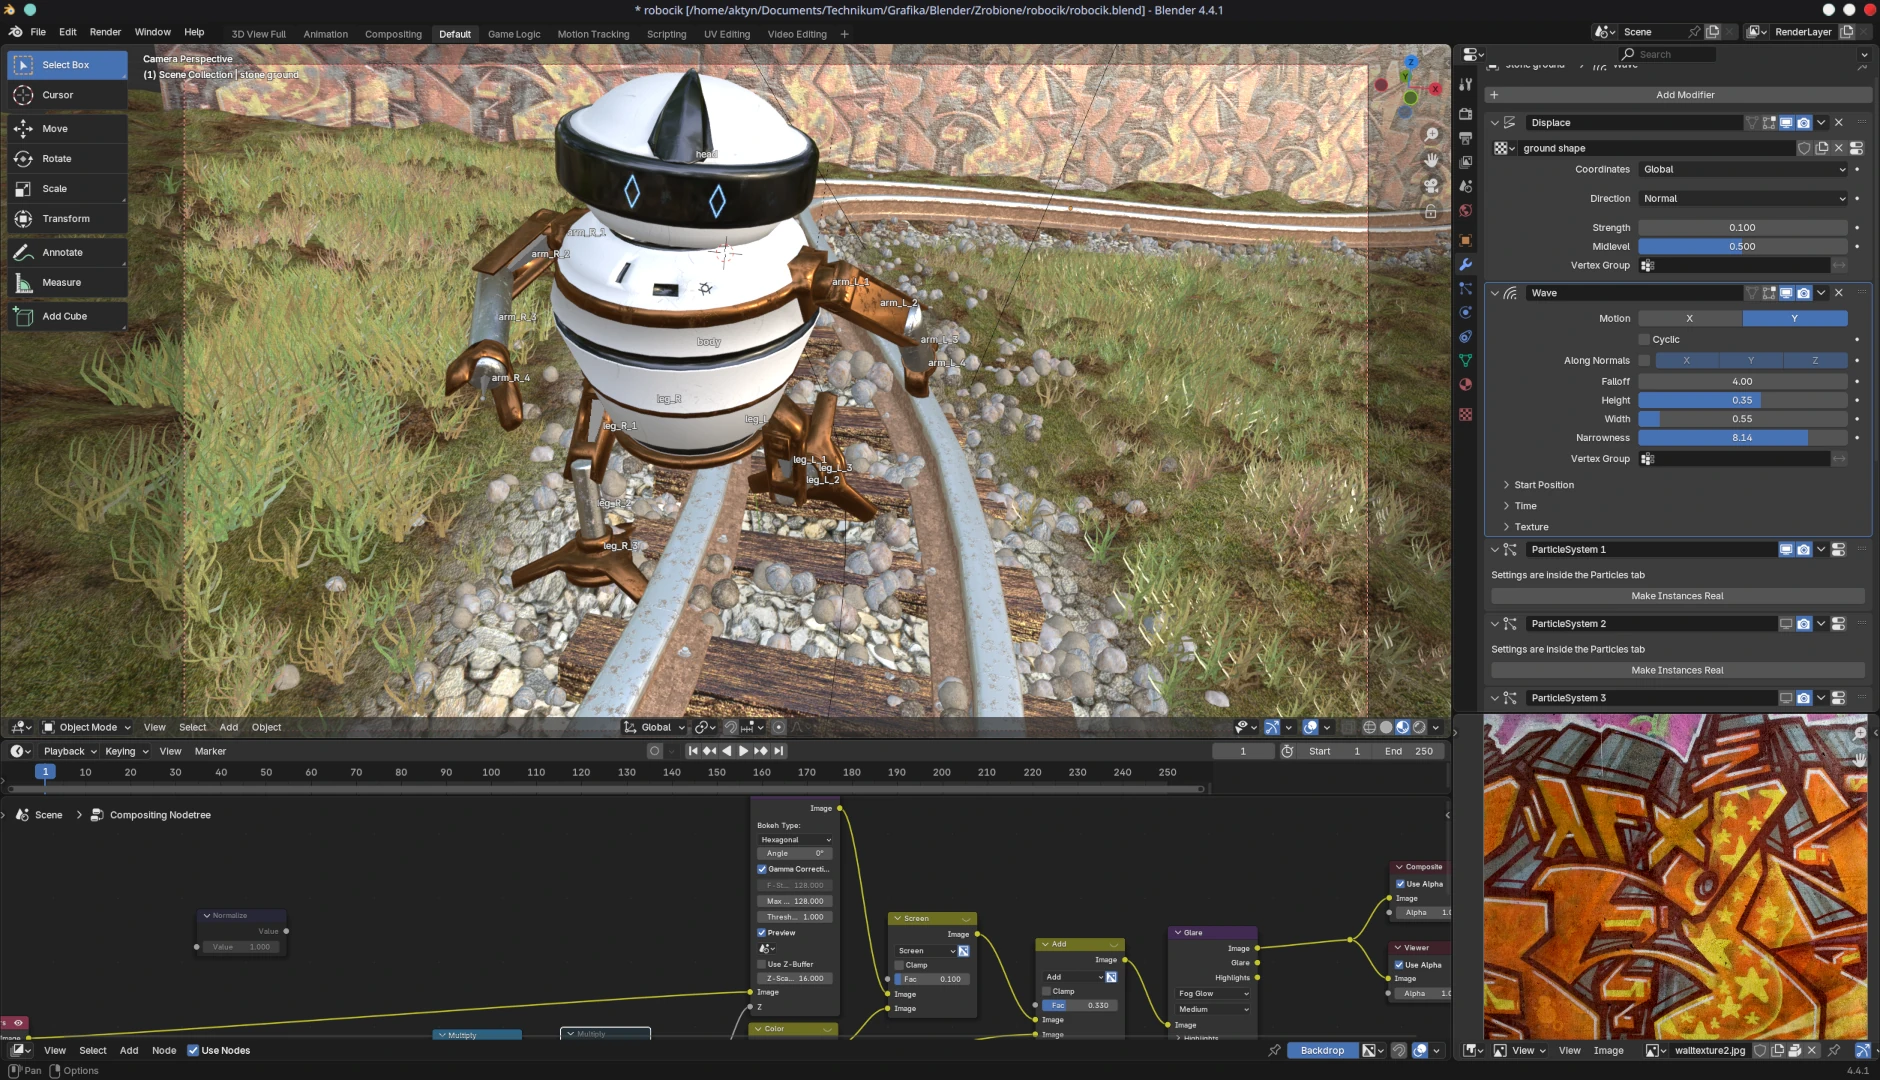 * robocik [/home/aktyn/Documents/Technikum/Grafika/Blender/Zrobione/robocik/robocik.blend] - Blender 4.4.1
File Edit Render Window Help
3D View Full Animation Compositing Default Game Logic Motion Tracking Scripting UV Editing Video Editing +
Scene
RenderLayer
Select Box
Cursor
Move
Rotate
Scale
Transform
Annotate
Measure
Add Cube
Camera Perspective
(1) Scene Collection | stone ground
Z
Y
X
head
arm_R_1
arm_R_2
arm_R_3
arm_R_4
arm_L_1
arm_L_2
arm_L_3
arm_L_4
body
leg_R
leg_L
leg_R_1
leg_R_2
leg_R_3
leg_L_1
leg_L_3
leg_L_2
Object Mode View Select Add Object
Global
Search
stone ground > Wave
Add Modifier
Displace
ground shape
Coordinates Global
Direction Normal
Strength 0.100
Midlevel 0.500
Vertex Group
Wave
Motion X Y
Cyclic
Along Normals X Y Z
Falloff 4.00
Height 0.35
Width 0.55
Narrowness 8.14
Vertex Group
Start Position
Time
Texture
ParticleSystem 1
Settings are inside the Particles tab
Make Instances Real
ParticleSystem 2
Settings are inside the Particles tab
Make Instances Real
ParticleSystem 3
Playback Keying View Marker
1 Start 1 End 250
1 10 20 30 40 50 60 70 80 90 100 110 120 130 140 150 160 170 180 190 200 210 220 230 240 250
Scene > Compositing Nodetree
Normalize
Value
Value 1.000
Image
Bokeh Type:
Hexagonal
Angle 0°
Gamma Correcti...
F-St... 128.000
Max ... 128.000
Thresh... 1.000
Preview
Use Z-Buffer
Z-Sca... 16.000
Image
Z
Color
Multiply
Multiply
Image
Screen
Image
Screen
Clamp
Fac 0.100
Image
Image
Add
Image
Add
Clamp
Fac 0.330
Image
Image
Glare
Image
Glare
Highlights
Fog Glow
Medium
Image
Highlights
Composite
Use Alpha
Image
Alpha 1.0
Viewer
Use Alpha
Image
Alpha 1.0
View Select Add Node Use Nodes
Backdrop
View View Image walltexture2.jpg
Pan Options
4.4.1